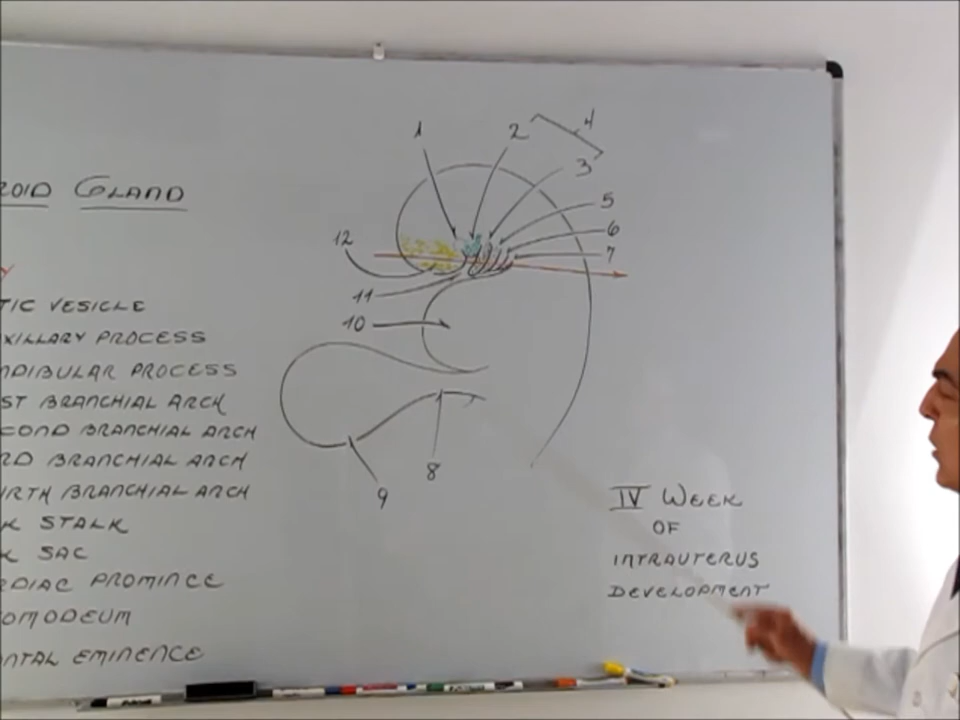 ROID GLAND
Y
TIC VESICLE
XILLARY PROCESS
NDIBULAR PROCESS
ST BRANCHIAL ARCH
COND BRANCHIAL ARCH
RD BRANCHIAL ARCH
URTH BRANCHIAL ARCH
K STALK
K SAC
RDIAC PROMINCE
OMODEUM
NTAL EMINENCE
1
2
4
3
5
6
7
12
11
10
8
9
IV WEEK
OF
INTRAUTERUS
DEVELOPMENT